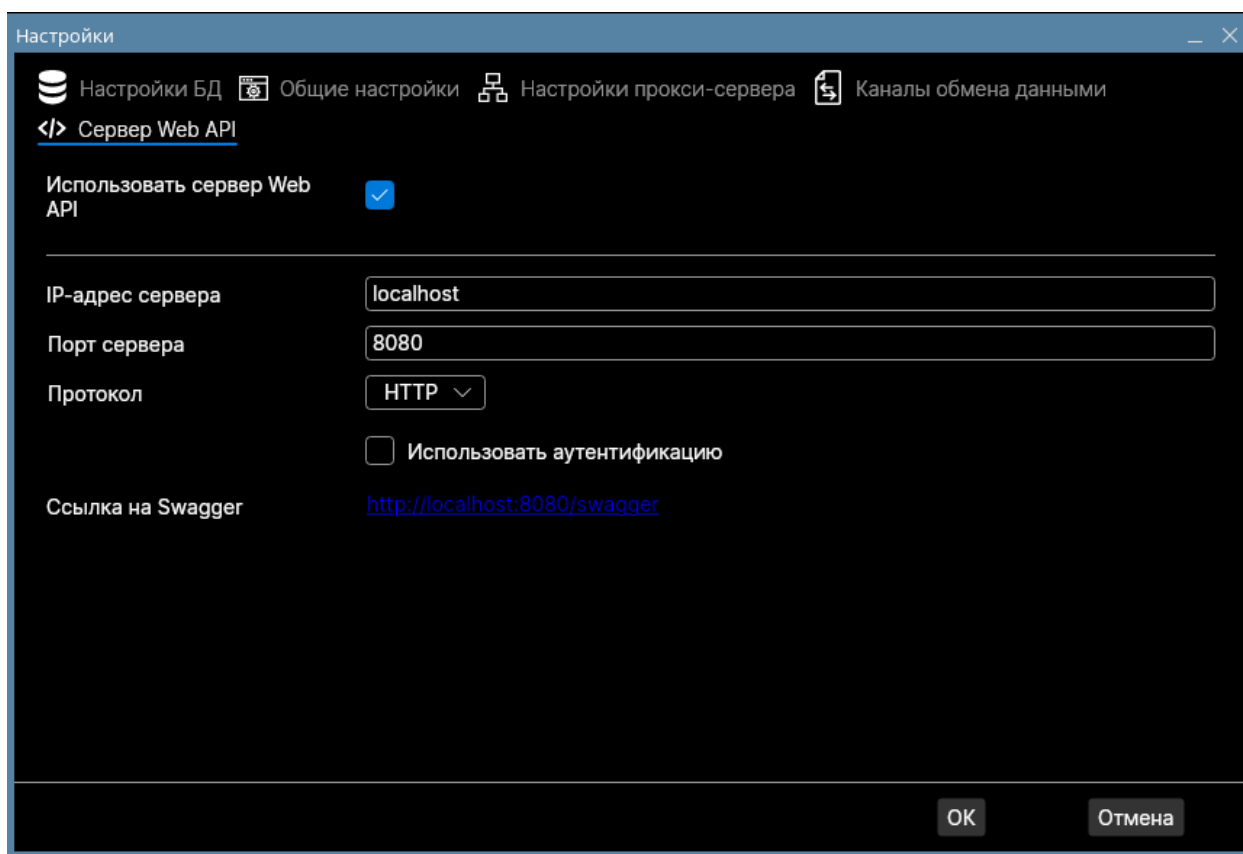 Настройки
Настройки БД Общие настройки Настройки прокси-сервера Каналы обмена данными
</> Сервер Web API
Использовать сервер Web
API
IP-адрес сервера localhost
Порт сервера 8080
Протокол HTTP
Использовать аутентификацию
Ссылка на Swagger http://localhost:8080/swagger
ОК Отмена